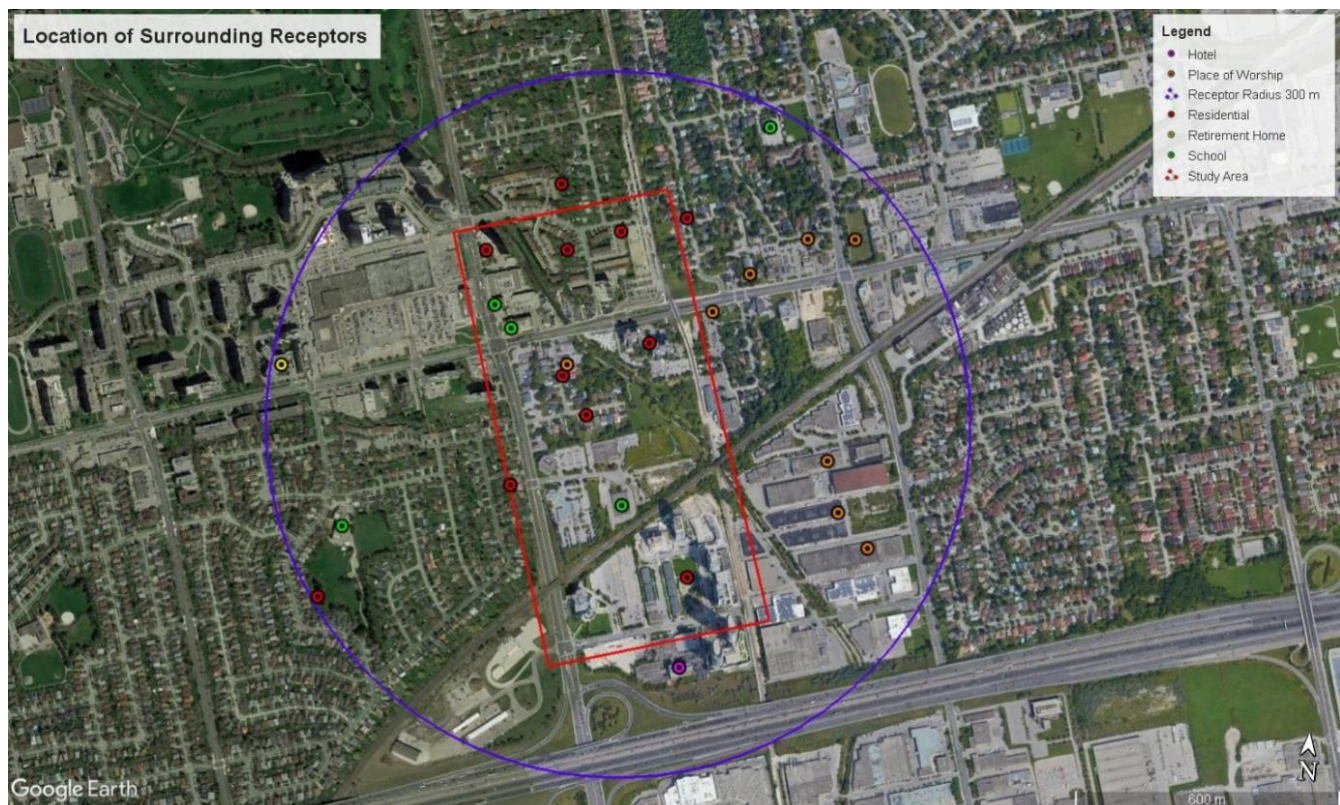 Location of Surrounding Receptors
Legend
Hotel
Place of Worship
Receptor Radius 300 m
Residential
Retirement Home
School
Study Area
N
Google Earth
600 m